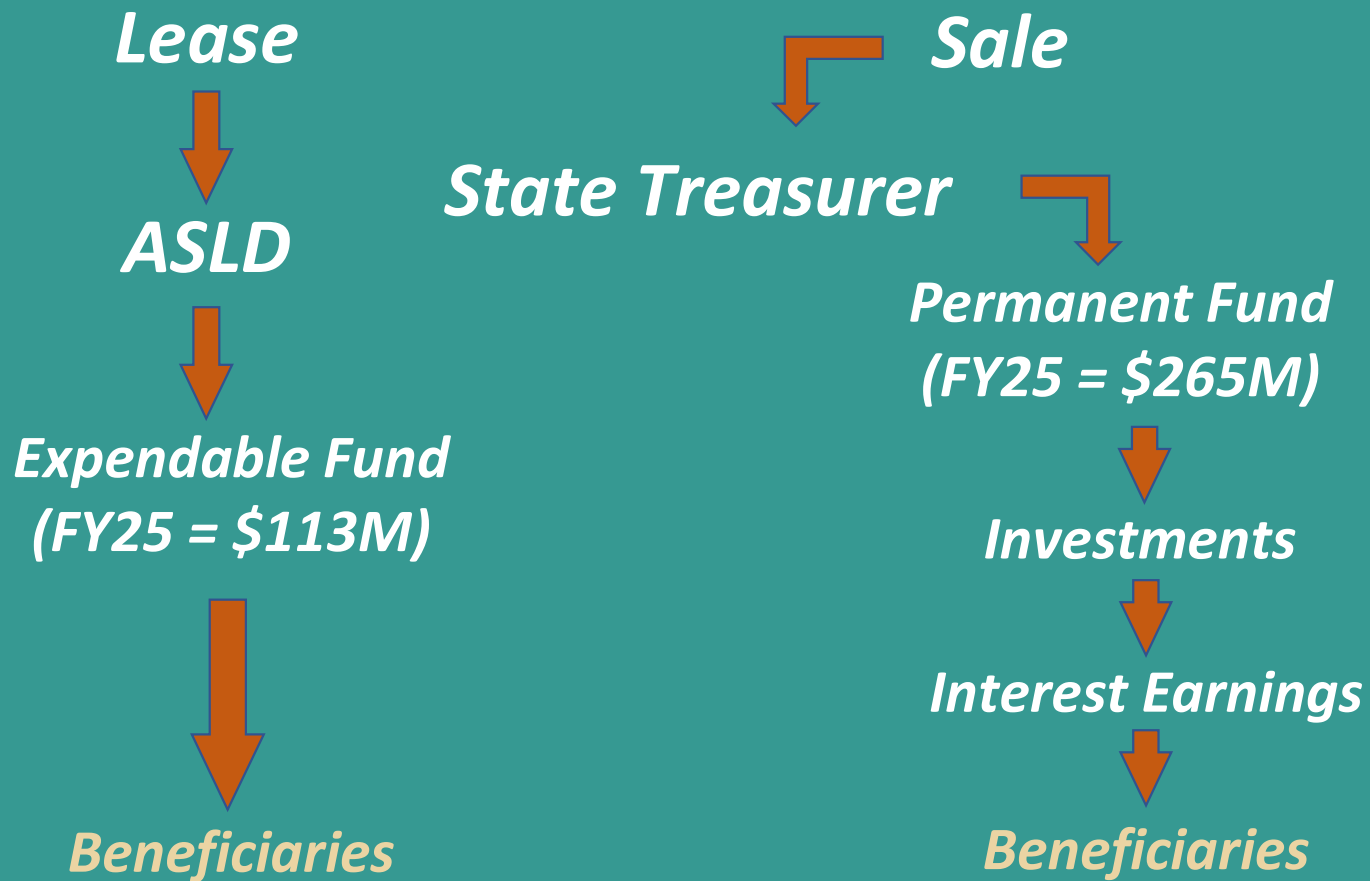 Lease
ASLD
Expendable Fund
(FY25 = $113M)
Beneficiaries
Sale
State Treasurer
Permanent Fund
(FY25 = $265M)
Investments
Interest Earnings
Beneficiaries